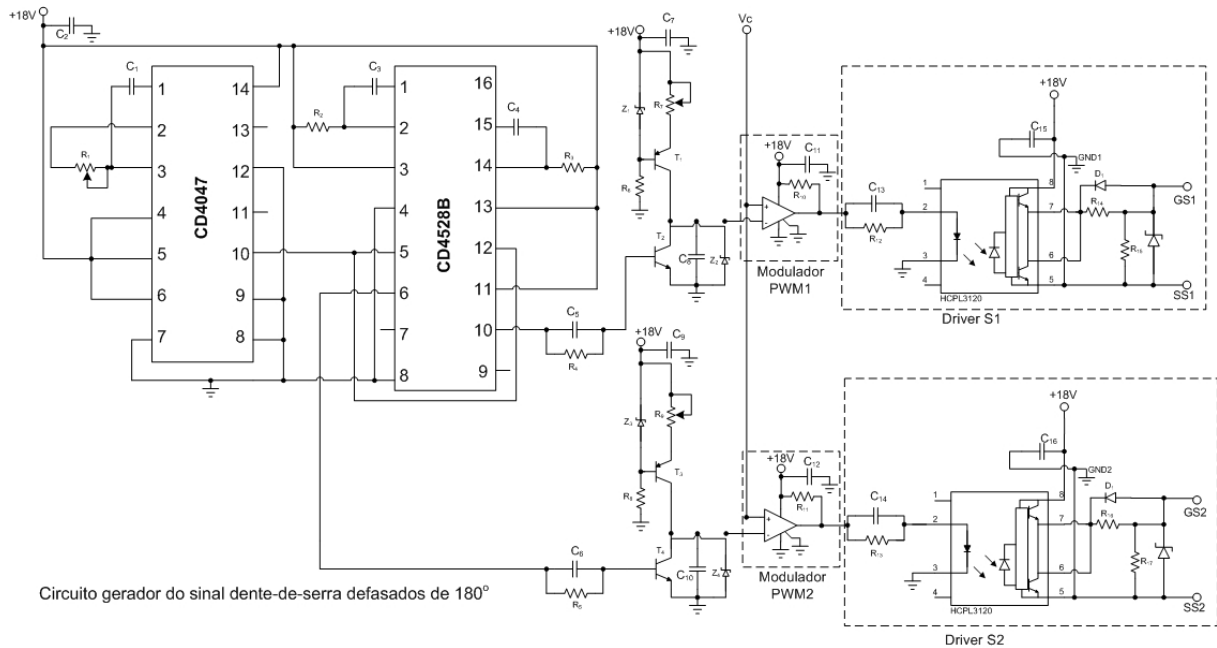 +18V
C2
C1
1
2
3
4
5
6
7
14
13
12
11
10
9
8
R1
CD4047
C3
R2
1
2
3
4
5
6
7
8
16
15
14
13
12
11
10
9
CD4528B
C4
R3
C5
R4
C6
R5
+18V
C7
Z1
R7
T1
R6
T2
C8
Z2
+18V
C9
Z3
R9
T3
R8
T4
C10
Vc
+18V
C11
R10
+
-
Modulador
PWM1
+18V
C12
R11
+
-
Modulador
PWM2
C13
R12
C14
R13
+18V
C15
GND1
1
2
3
4
8
7
6
5
HCPL3120
D1
R14
R15
GS1
SS1
Driver S1
+18V
C16
GND2
1
2
3
4
8
7
6
5
HCPL3120
D1
R16
R17
GS2
SS2
Driver S2
Circuito gerador do sinal dente-de-serra defasados de 180°